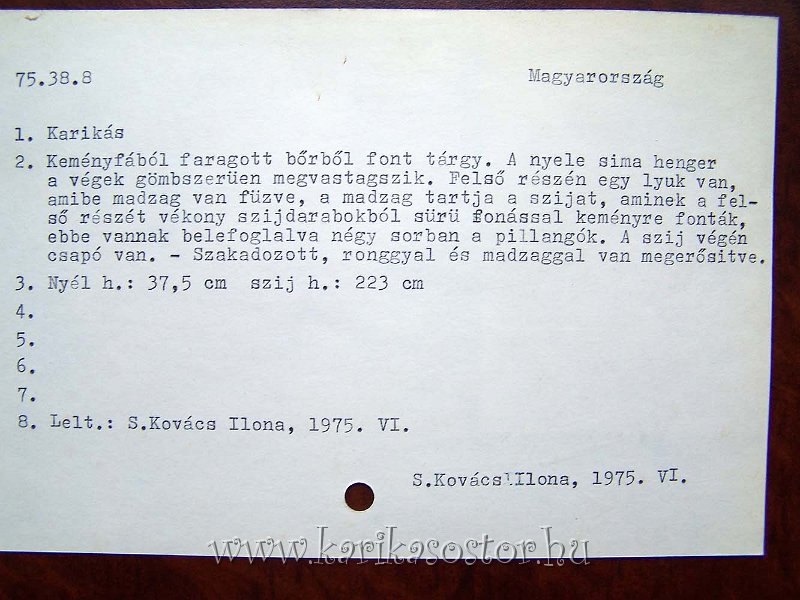 75.38.8 Magyarország
1. Karikás
2. Keményfából faragott bőrből font tárgy. A nyele sima henger
a végek gömbszerüen megvastagszik. Felső részén egy lyuk van,
amibe madzag van füzve, a madzag tartja a szijat, aminek a fel-
ső részét vékony szijdarabokból sürü fonással keményre fonták,
ebbe vannak belefoglalva négy sorban a pillangók. A szij végén
csapó van. - Szakadozott, ronggyal és madzaggal van megerősitve.
3. Nyél h.: 37,5 cm szij h.: 223 cm
4.
5.
6.
7.
8. Lelt.: S.Kovács Ilona, 1975. VI.
S.Kovács Ilona, 1975. VI.
www.karikasostor.hu